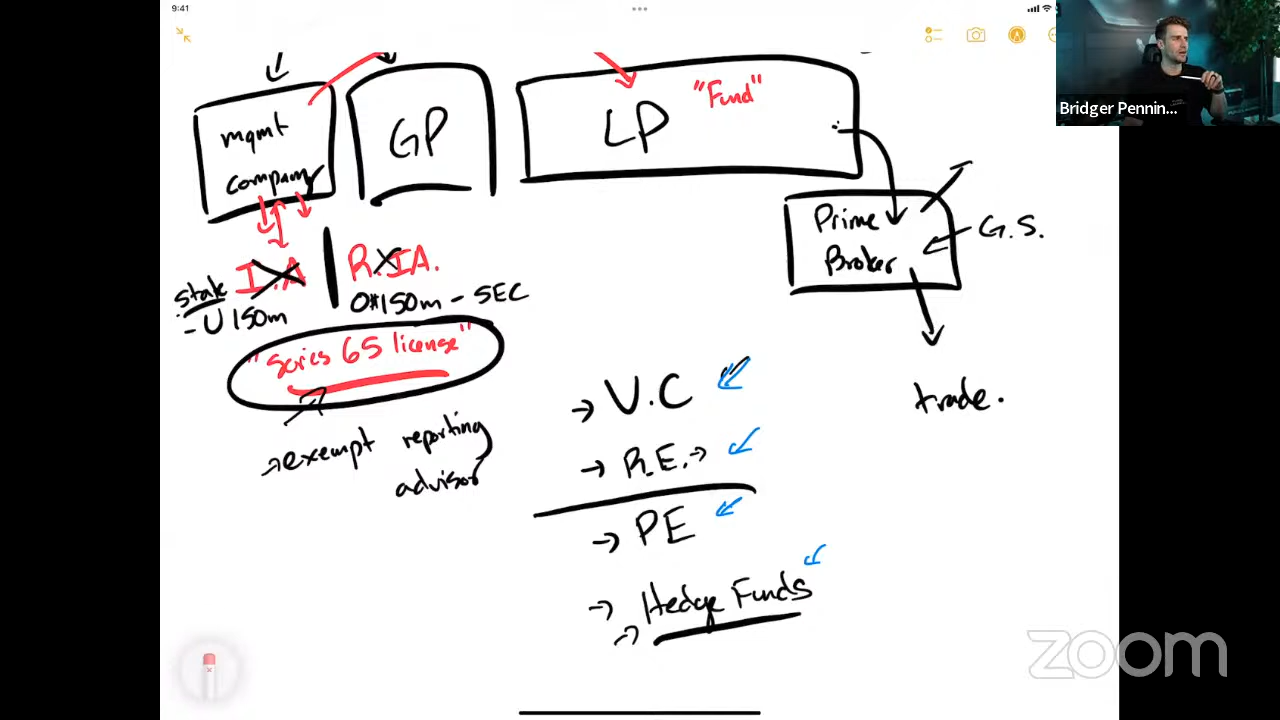 9:41
Bridger Pennin...
mgmt
company
GP
LP
"Fund"
Prime
Broker
G.S.
trade.
I.A
state
- U 150m
R.IA.
O*150m - SEC
"Series 65 license"
→ exempt reporting
advisor
→ V.C
→ R.E. →
→ PE
→ Hedge Funds
→
zoom